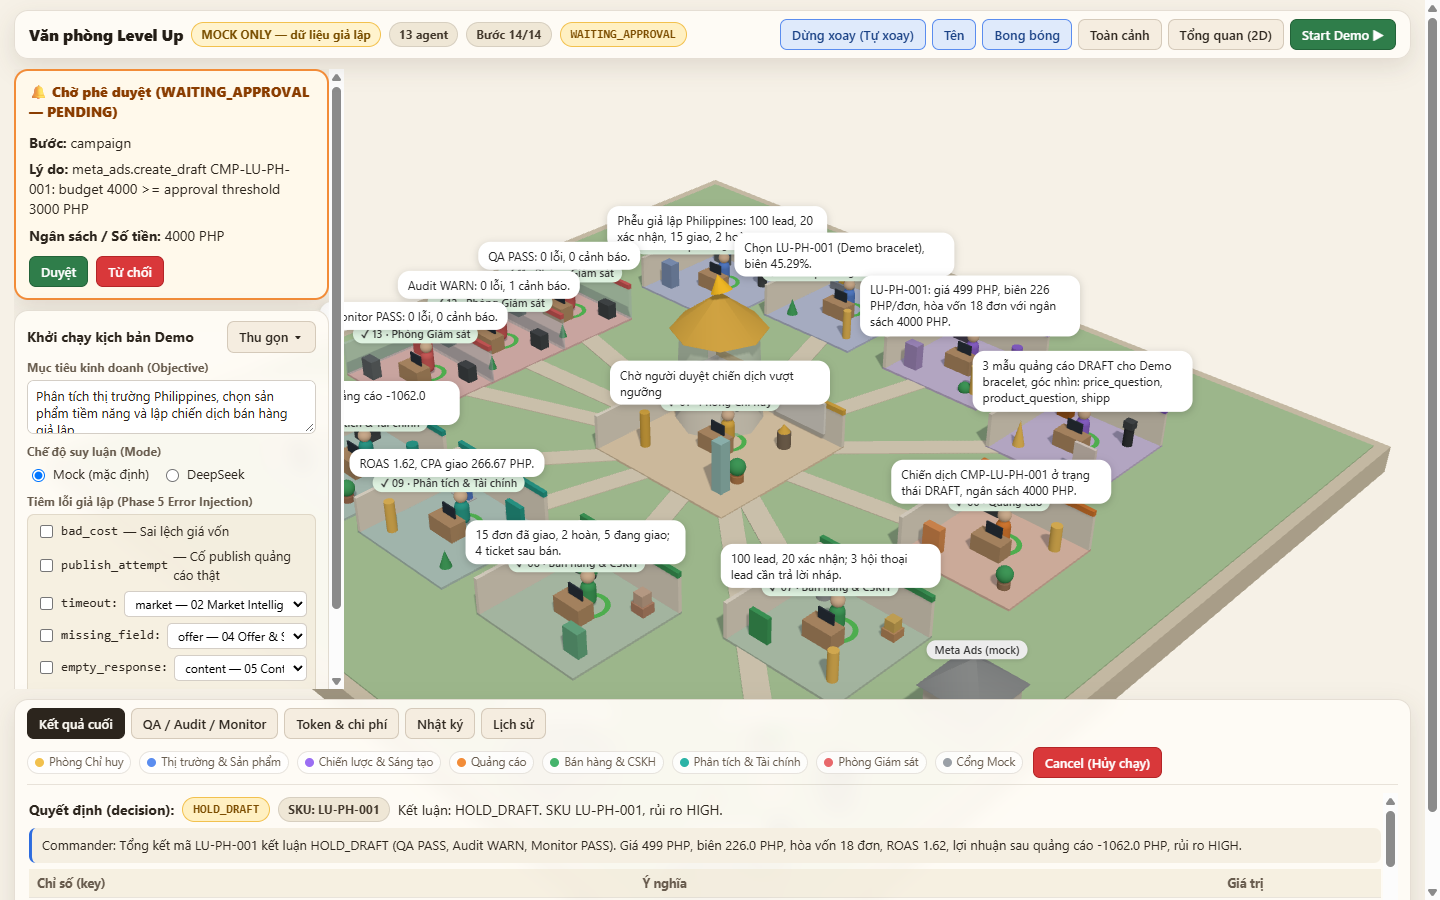 Văn phòng Level Up
MOCK ONLY — dữ liệu giả lập
13 agent
Bước 14/14
WAITING_APPROVAL
Dừng xoay (Tự xoay)
Tên
Bong bóng
Toàn cảnh
Tổng quan (2D)
Start Demo ▶
🔔 Chờ phê duyệt (WAITING_APPROVAL
— PENDING)
Bước: campaign
Lý do: meta_ads.create_draft CMP-LU-PH-
001: budget 4000 >= approval threshold
3000 PHP
Ngân sách / Số tiền: 4000 PHP
Duyệt
Từ chối
Khởi chạy kịch bản Demo
Thu gọn
Mục tiêu kinh doanh (Objective)
Phân tích thị trường Philippines, chọn sản
phẩm tiềm năng và lập chiến dịch bán hàng
giả lập
Chế độ suy luận (Mode)
Mock (mặc định)
DeepSeek
Tiêm lỗi giả lập (Phase 5 Error Injection)
bad_cost — Sai lệch giá vốn
publish_attempt — Cố publish quảng
cáo thật
timeout: market — 02 Market Intellig
missing_field: offer — 04 Offer & S
empty_response: content — 05 Cont
Phễu giả lập Philippines: 100 lead, 20
xác nhận, 15 giao, 2 ho
Chọn LU-PH-001 (Demo bracelet),
biên 45.29%.
QA PASS: 0 lỗi, 0 cảnh báo.
Giám sát
Audit WARN: 0 lỗi, 1 cảnh báo.
Phòng Giám sát
LU-PH-001: giá 499 PHP, biên 226
PHP/đơn, hòa vốn 18 đơn với ngân
sách 4000 PHP.
onitor PASS: 0 lỗi, 0 cảnh báo.
✓ 13 · Phòng Giám sát
Chờ người duyệt chiến dịch vượt
ngưỡng
3 mẫu quảng cáo DRAFT cho Demo
bracelet, góc nhìn: price_question,
product_question, shipp
ảng cáo -1062.0
ROAS 1.62, CPA giao 266.67 PHP.
✓ 09 · Phân tích & Tài chính
Chiến dịch CMP-LU-PH-001 ở trạng
thái DRAFT, ngân sách 4000 PHP.
15 đơn đã giao, 2 hoàn, 5 đang giao;
4 ticket sau bán.
100 lead, 20 xác nhận; 3 hội thoại
lead cần trả lời nháp.
Meta Ads (mock)
Kết quả cuối
QA / Audit / Monitor
Token & chi phí
Nhật ký
Lịch sử
Phòng Chỉ huy
Thị trường & Sản phẩm
Chiến lược & Sáng tạo
Quảng cáo
Bán hàng & CSKH
Phân tích & Tài chính
Phòng Giám sát
Cổng Mock
Cancel (Hủy chạy)
Quyết định (decision):
HOLD_DRAFT
SKU: LU-PH-001
Kết luận: HOLD_DRAFT. SKU LU-PH-001, rủi ro HIGH.
Commander: Tổng kết mã LU-PH-001 kết luận HOLD_DRAFT (QA PASS, Audit WARN, Monitor PASS). Giá 499 PHP, biên 226.0 PHP, hòa vốn 18 đơn, ROAS 1.62, lợi nhuận sau quảng cáo -1062.0 PHP, rủi ro HIGH.
Chỉ số (key)
Ý nghĩa
Giá trị